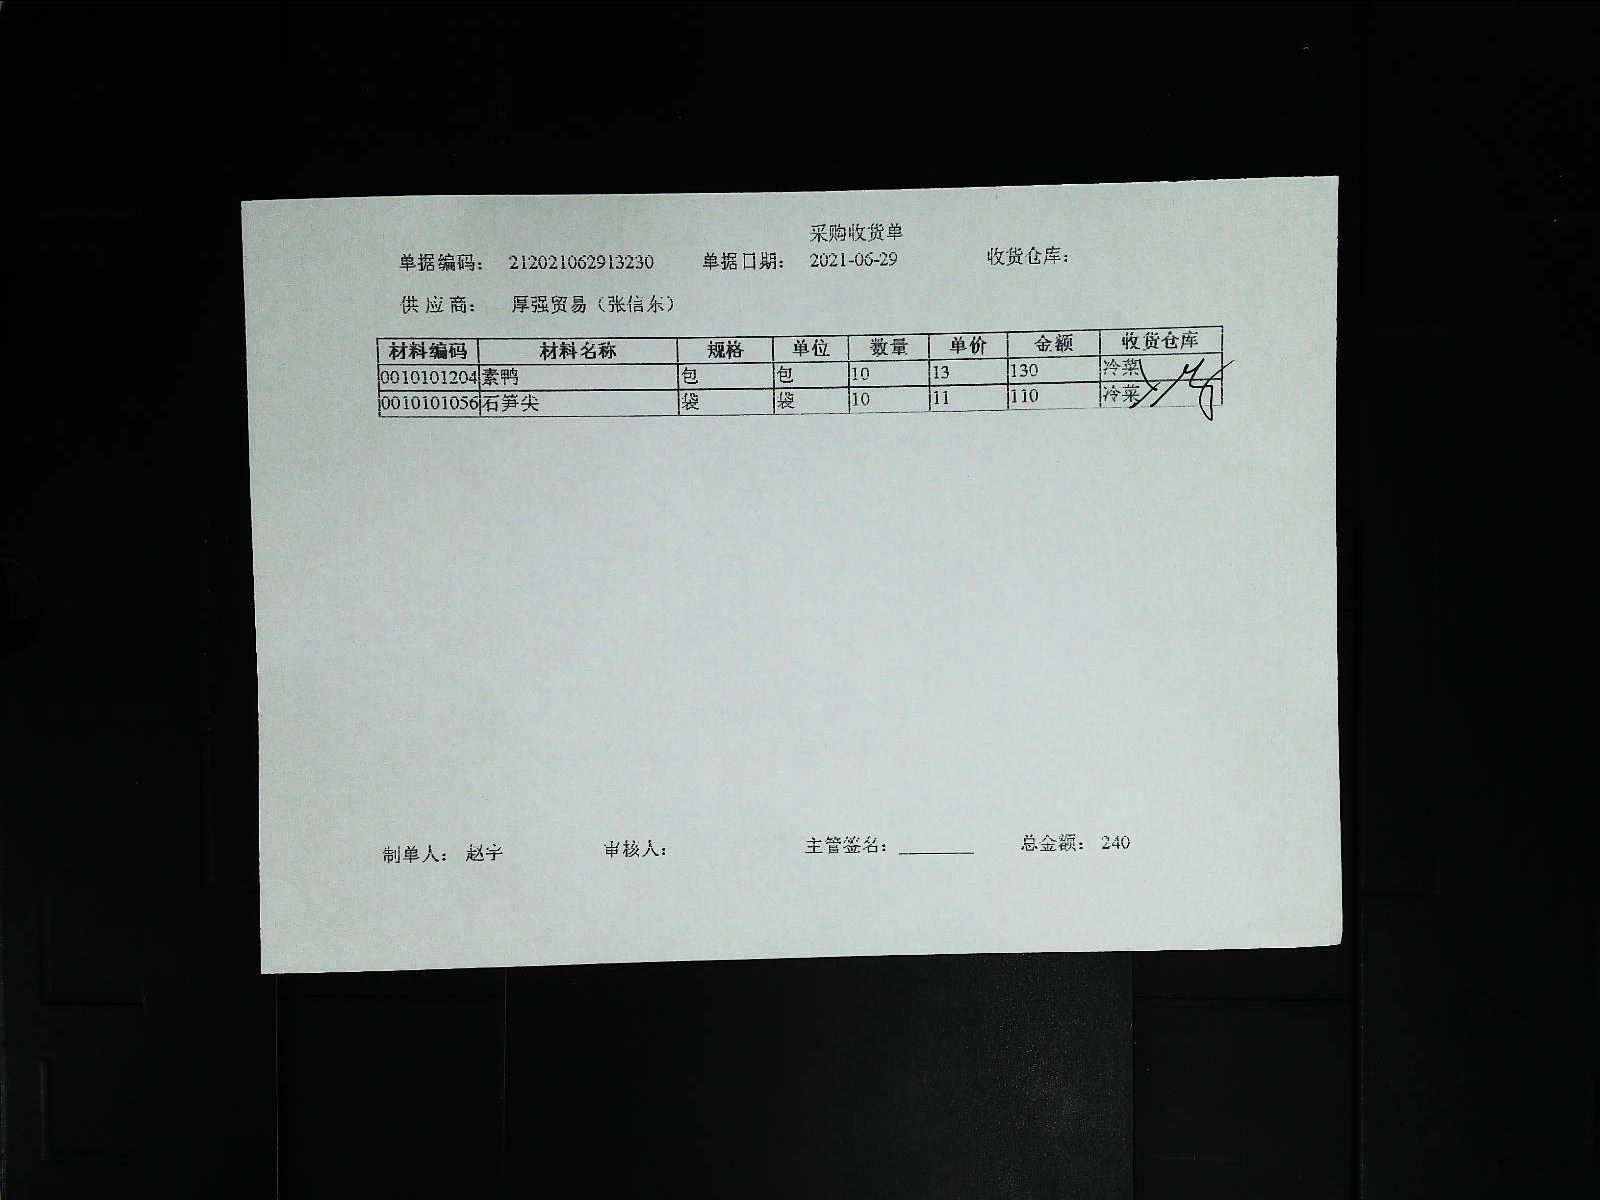 采购收货单
单据编码： 212021062913230 单据日期： 2021-06-29 收货仓库：
供应商： 厚强贸易（张信东）
材料编码 材料名称 规格 单位 数量 单价 金额 收货仓库
0010101204 素鸭 包 包 10 13 130 冷菜
0010101056 石笋尖 袋 袋 10 11 110 冷菜
制单人： 赵宇 审核人： 主管签名： 总金额： 240